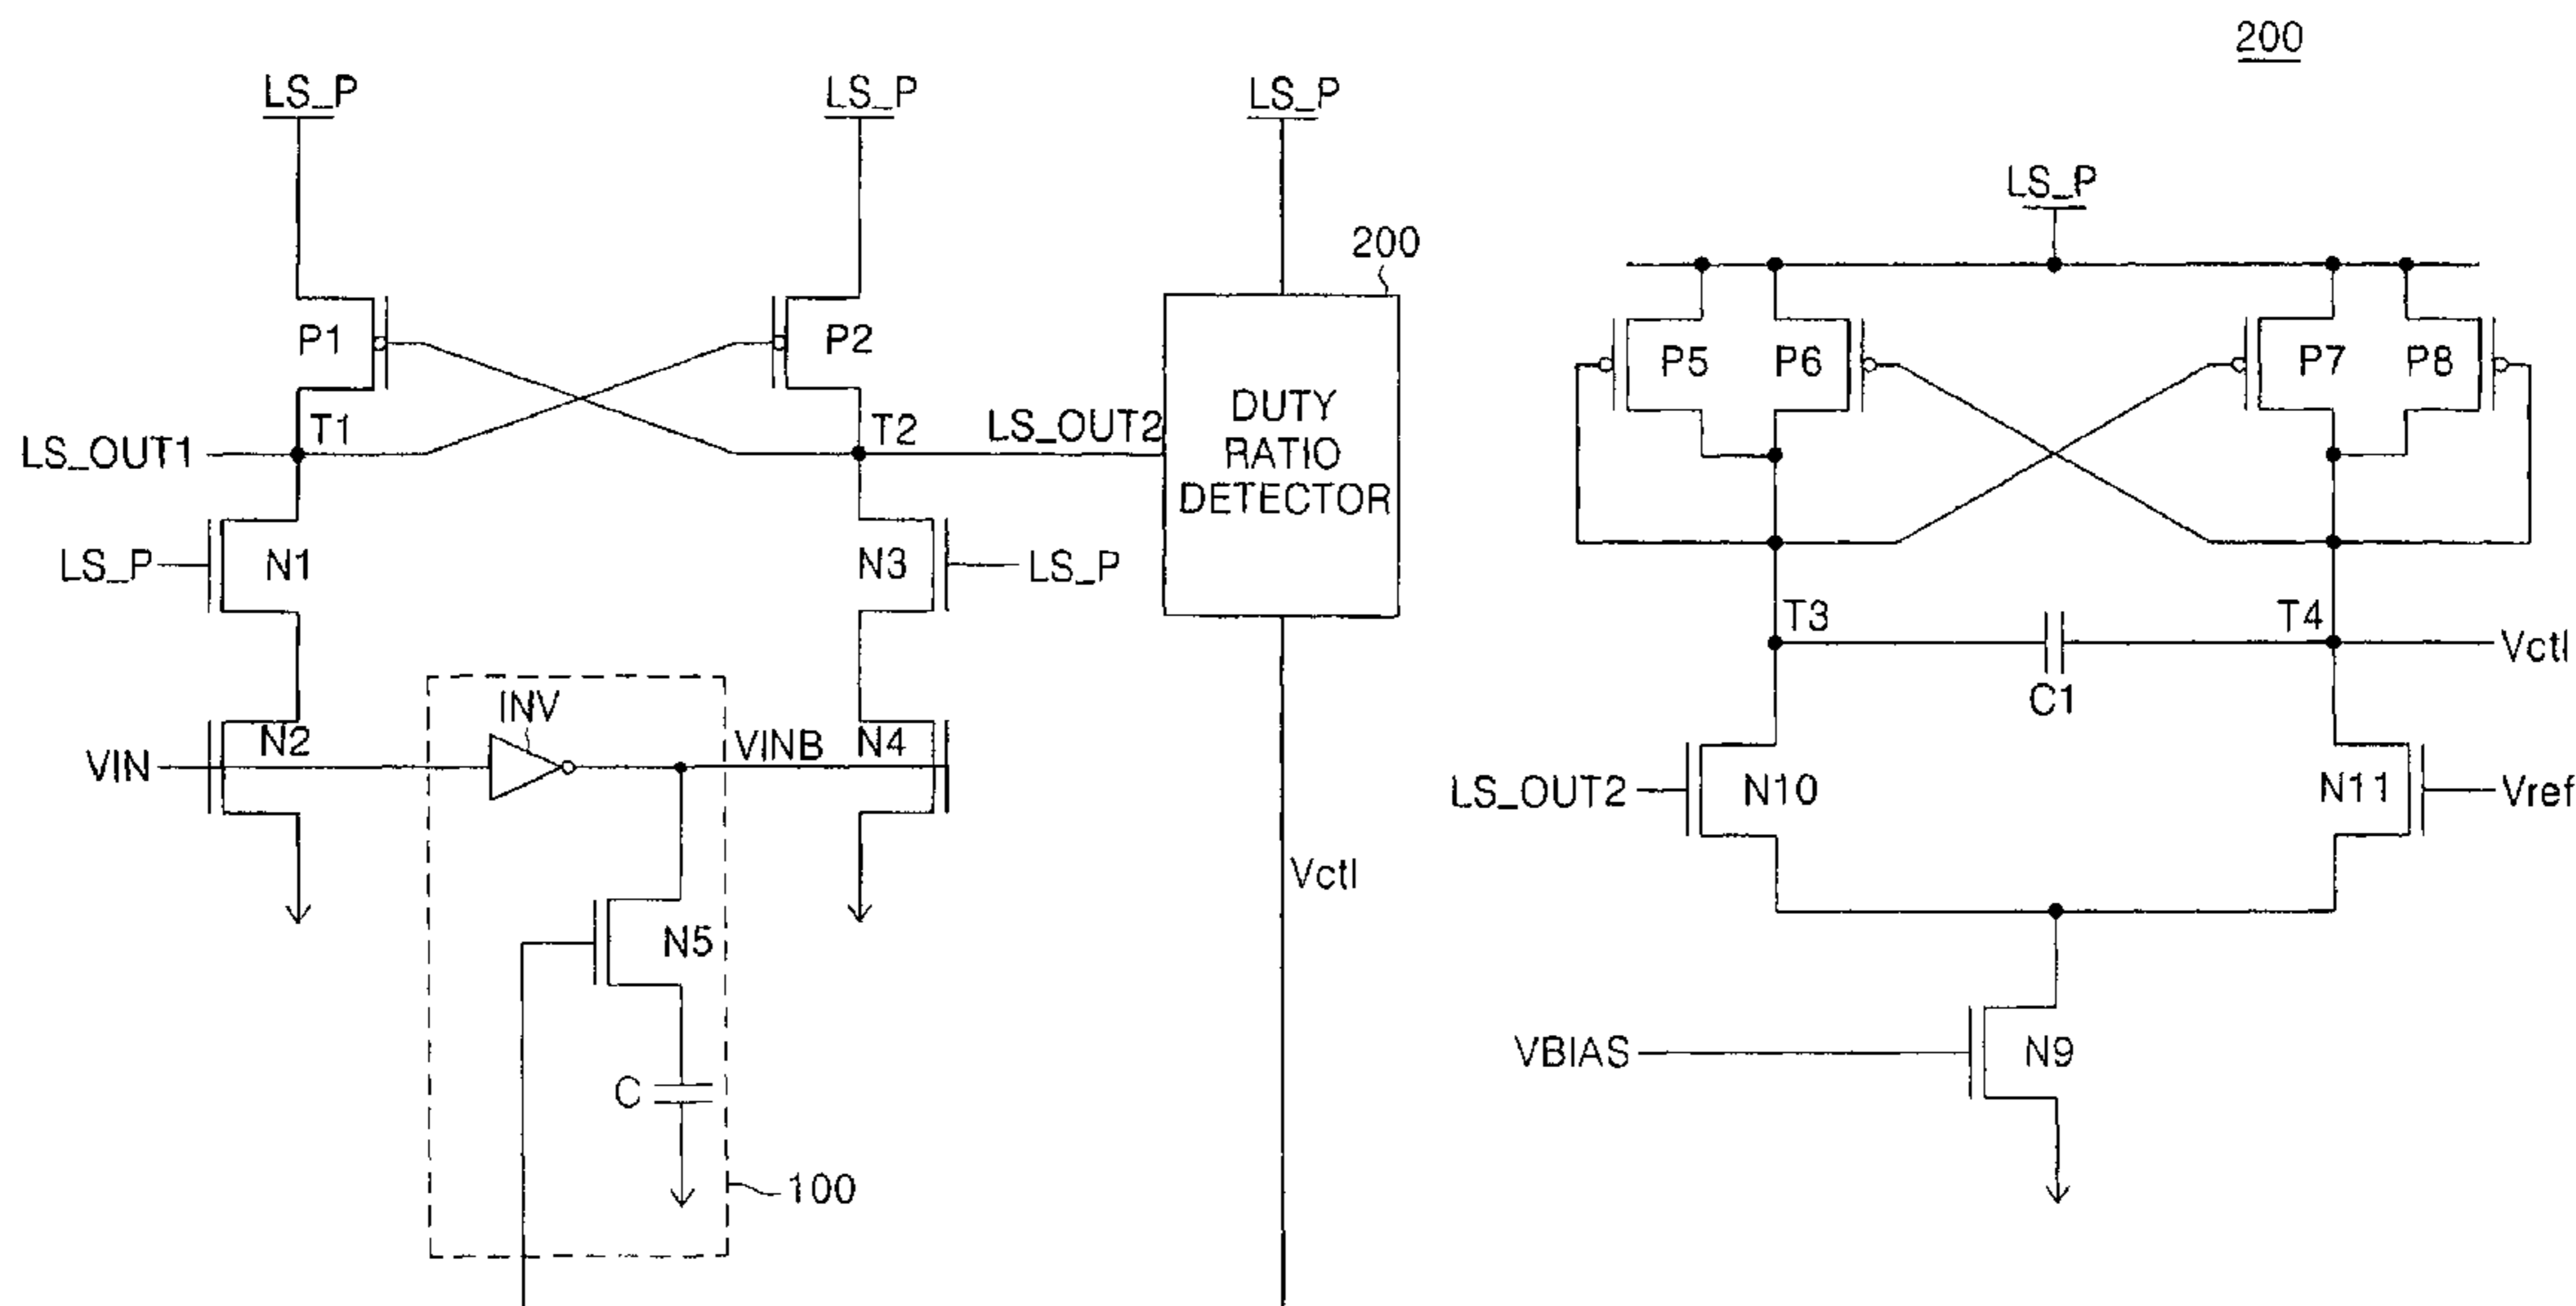 200
LS_P
LS_P
LS_P
LS_P
200
P1
P2
P5
P6
P7
P8
DUTY
RATIO
DETECTOR
T1
T2
LS_OUT1
LS_OUT2
LS_P
N1
N3
LS_P
T3
T4
Vctl
C1
INV
VIN
N2
VINB
N4
LS_OUT2
N10
N11
Vref
Vctl
N5
VBIAS
N9
C
100